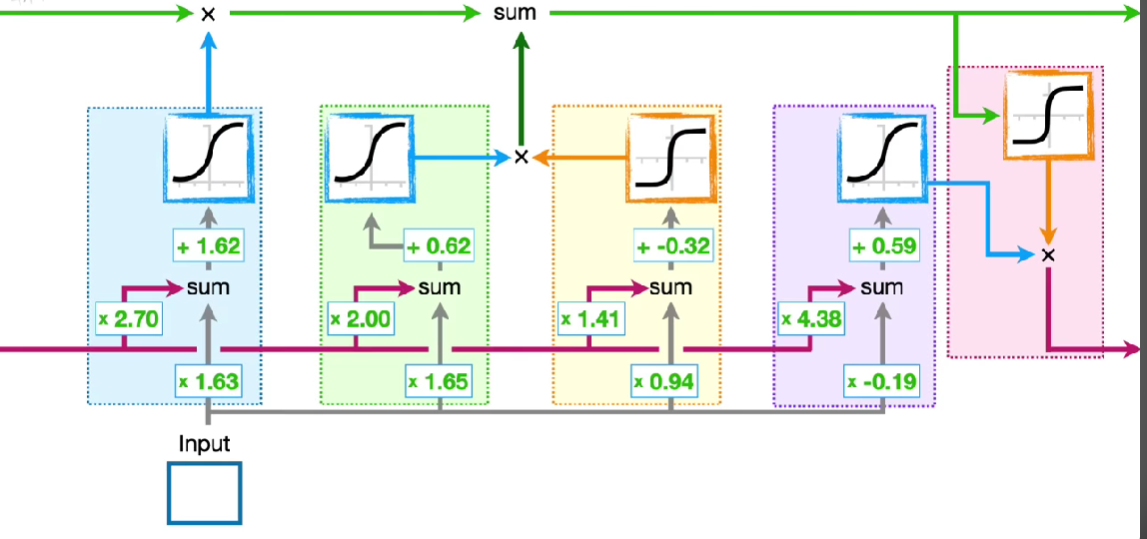 × sum
+ 1.62 + 0.62 + -0.32 + 0.59 ×
×
sum sum sum sum
x 2.70 x 2.00 x 1.41 x 4.38
x 1.63 x 1.65 x 0.94 x -0.19
Input